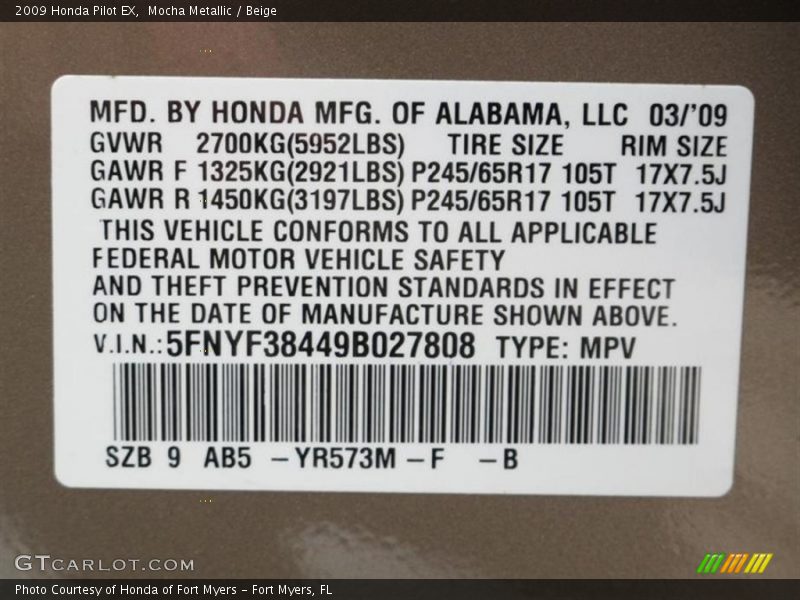 2009 Honda Pilot EX, Mocha Metallic / Beige
MFD. BY HONDA MFG. OF ALABAMA, LLC 03/'09
GVWR 2700KG(5952LBS) TIRE SIZE RIM SIZE
GAWR F 1325KG(2921LBS) P245/65R17 105T 17X7.5J
GAWR R 1450KG(3197LBS) P245/65R17 105T 17X7.5J
THIS VEHICLE CONFORMS TO ALL APPLICABLE
FEDERAL MOTOR VEHICLE SAFETY
AND THEFT PREVENTION STANDARDS IN EFFECT
ON THE DATE OF MANUFACTURE SHOWN ABOVE.
V.I.N.:5FNYF38449B027808 TYPE: MPV
SZB 9 AB5 -YR573M-F -B
GTCARLOT.COM
Photo Courtesy of Honda of Fort Myers - Fort Myers, FL